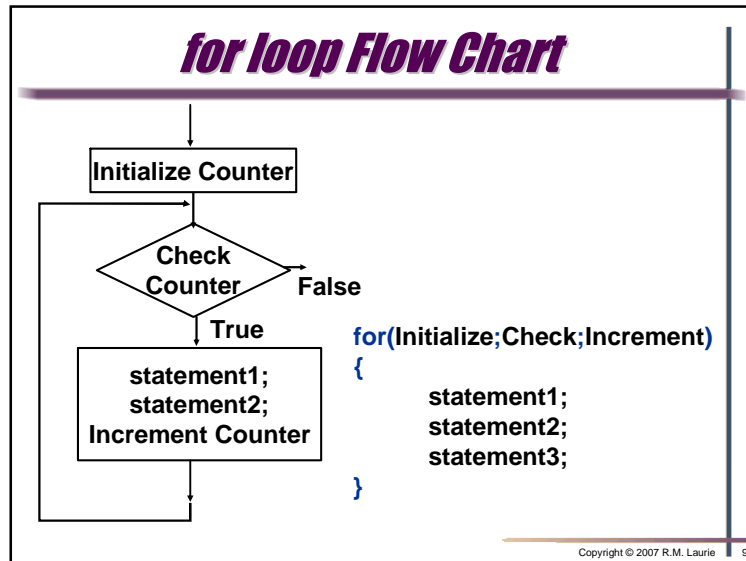 for loop Flow Chart
Initialize Counter
Check
Counter
False
True
statement1;
statement2;
Increment Counter
for(Initialize;Check;Increment)
{
statement1;
statement2;
statement3;
}
Copyright © 2007 R.M. Laurie
9